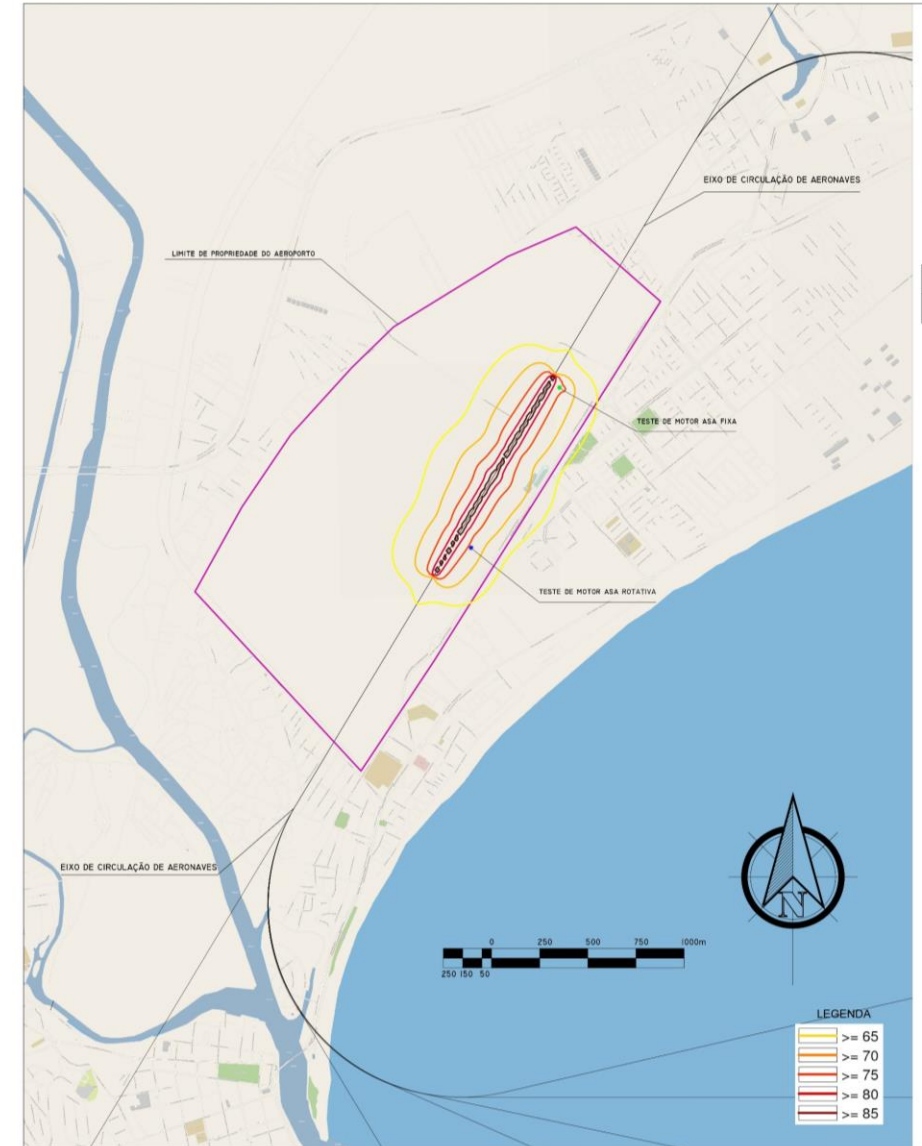 EIXO DE CIRCULAÇÃO DE AERONAVES
LIMITE DE PROPRIEDADE DO AEROPORTO
TESTE DE MOTOR ASA FIXA
TESTE DE MOTOR ASA ROTATIVA
EIXO DE CIRCULAÇÃO DE AERONAVES
N
0 250 500 750 1000m
250 150 50
LEGENDA
>= 65
>= 70
>= 75
>= 80
>= 85